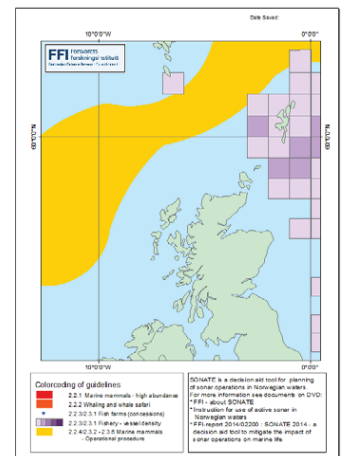 Date Saved
10°0'0"W
0°0'0"
FFI Forsvarets
forskningsinstitutt
60°0'0"N
60°0'0"N
Colorcoding of guidelines
2.2.1 Marine mammals - high abundance
2.2.2 Whaling and whale safari
2.2.3/2.3.1 Fish farms (concessions)
2.2.3/2.3.1 Fishery - vessel density
2.2.4/2.3.2 - 2.3.5 Marine mammals
- Operational procedure
SONATE is a decision aid tool for planning
of sonar operations in Norwegian waters
For more information see documents on DVD:
* FFI - about SONATE
*Instruction for use of active sonar in
Norwegian waters
* FFI-report 2014/02200 : SONATE 2014 - a
decision aid tool to mitigate the impact of
sonar operations on marine life
10°0'0"W
0°0'0"